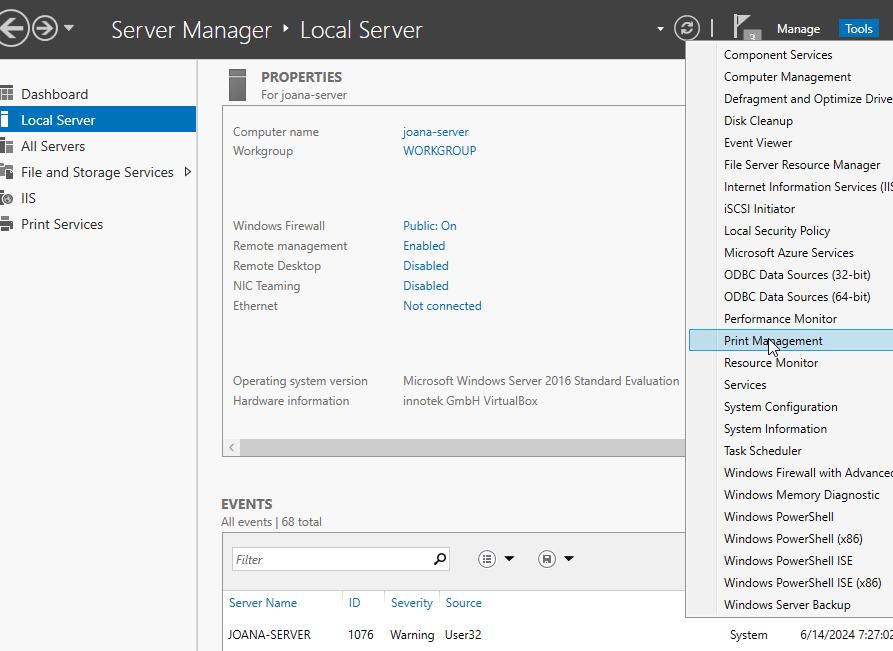 Server Manager ‣ Local Server
3
Manage
Tools
Dashboard
Local Server
All Servers
File and Storage Services
IIS
Print Services
PROPERTIES
For joana-server
Computer name joana-server
Workgroup WORKGROUP
Windows Firewall Public: On
Remote management Enabled
Remote Desktop Disabled
NIC Teaming Disabled
Ethernet Not connected
Operating system version Microsoft Windows Server 2016 Standard Evaluation
Hardware information innotek GmbH VirtualBox
EVENTS
All events | 68 total
Filter
Server Name ID Severity Source
JOANA-SERVER 1076 Warning User32 System 6/14/2024 7:27:02
Component Services
Computer Management
Defragment and Optimize Drive
Disk Cleanup
Event Viewer
File Server Resource Manager
Internet Information Services (IIS
iSCSI Initiator
Local Security Policy
Microsoft Azure Services
ODBC Data Sources (32-bit)
ODBC Data Sources (64-bit)
Performance Monitor
Print Management
Resource Monitor
Services
System Configuration
System Information
Task Scheduler
Windows Firewall with Advanced
Windows Memory Diagnostic
Windows PowerShell
Windows PowerShell (x86)
Windows PowerShell ISE
Windows PowerShell ISE (x86)
Windows Server Backup